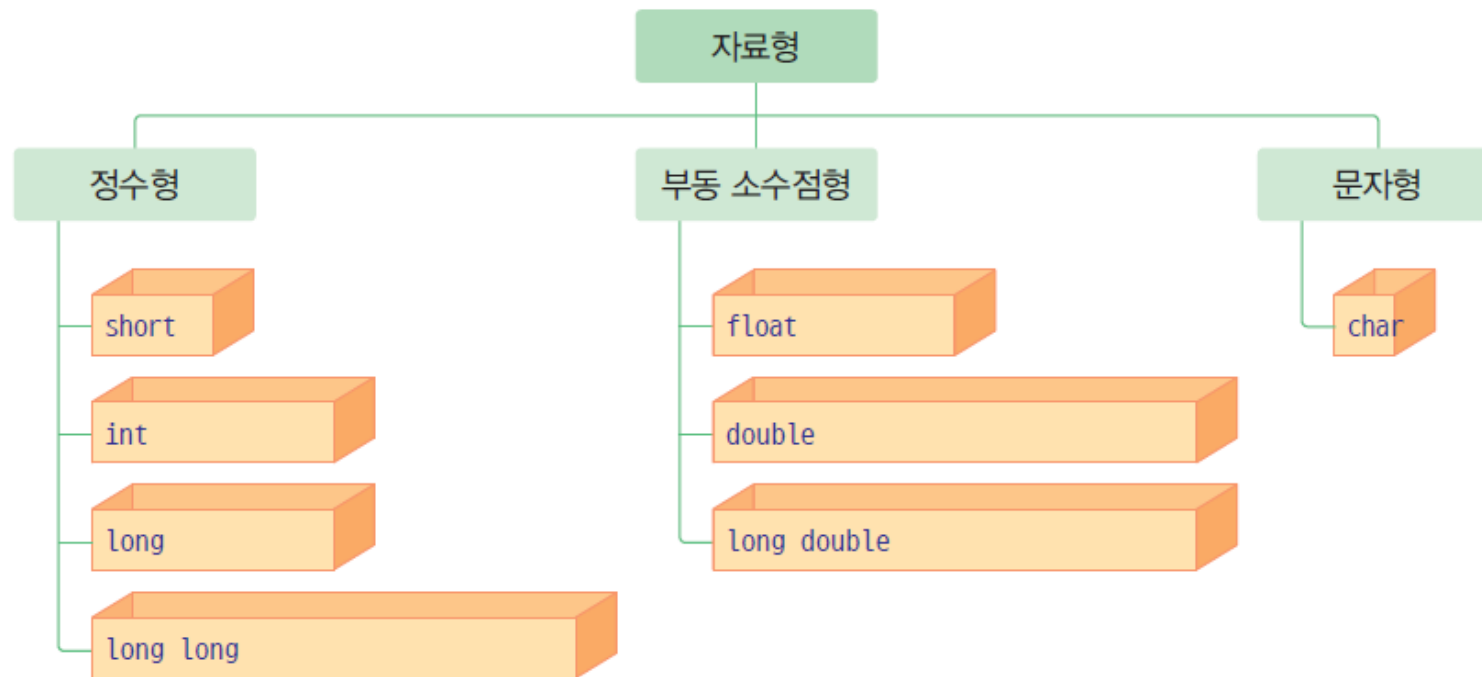 자료형
정수형
부동 소수점형
문자형
short
float
char
int
double
long
long double
long long